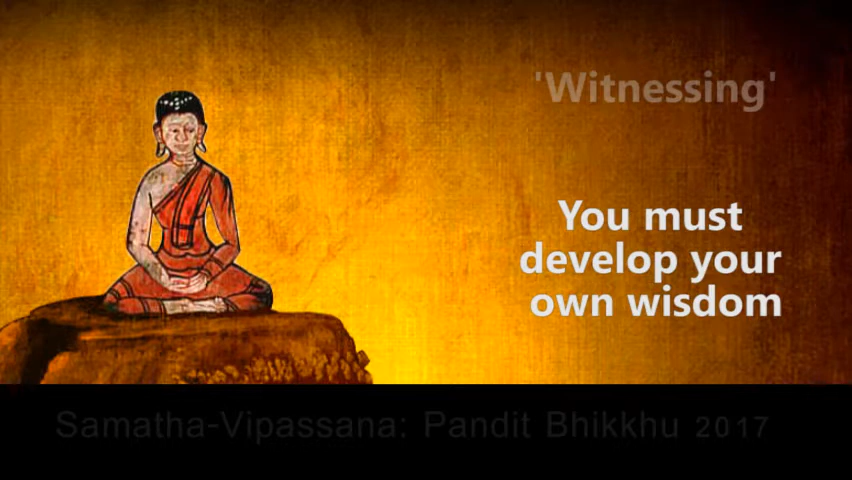 'Witnessing'
You must
develop your
own wisdom
Samatha-Vipassana: Pandit Bhikkhu 2017